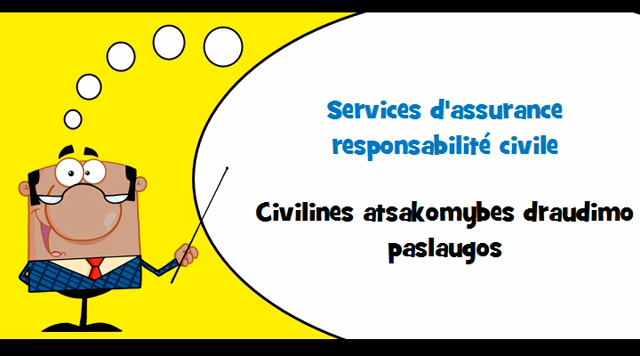 Services d'assurance
responsabilité civile
Civilines atsakomybes draudimo
paslaugos